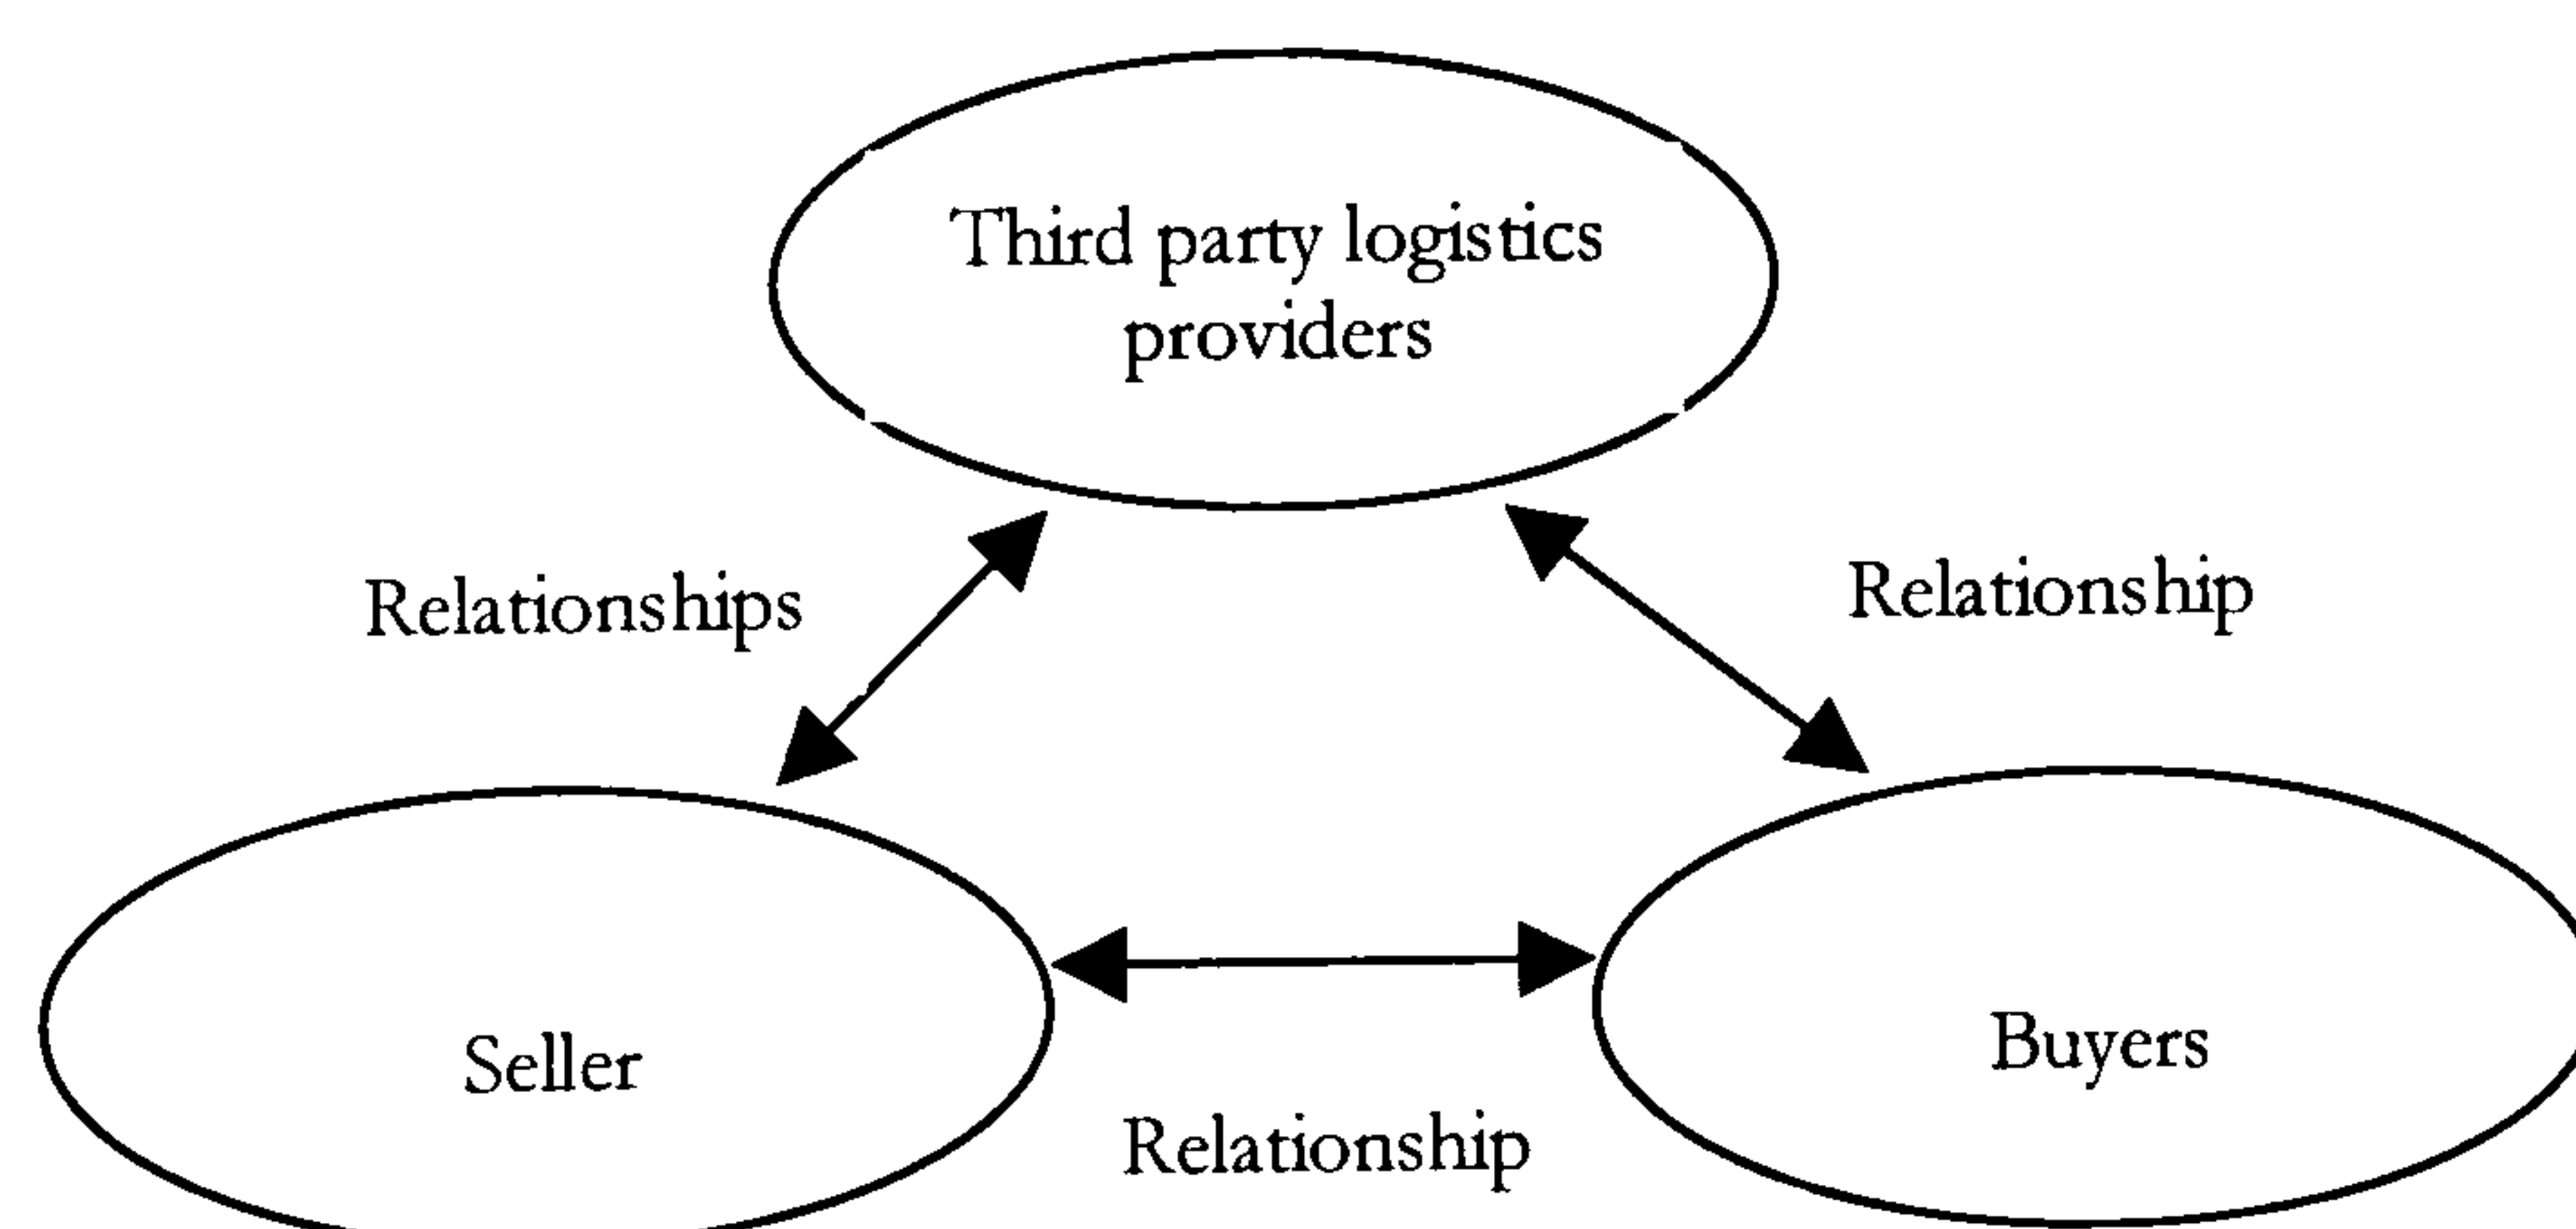 Third party logistics
providers
Relationships
Relationship
Seller
Buyers
Relationship